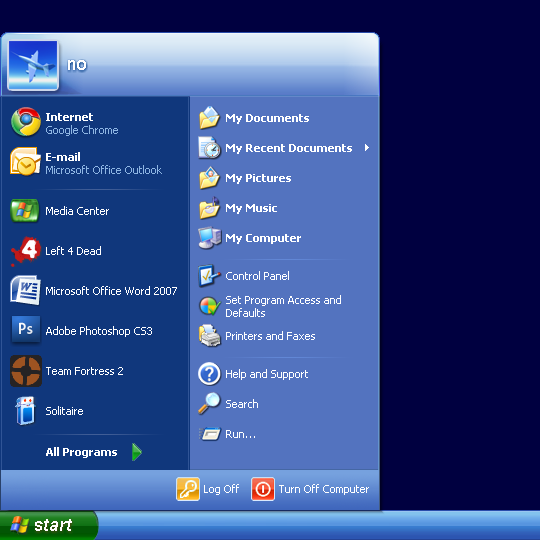 no
Internet
Google Chrome
E-mail
Microsoft Office Outlook
Media Center
4
Left 4 Dead
W
Microsoft Office Word 2007
Ps
Adobe Photoshop CS3
Team Fortress 2
Solitaire
All Programs
My Documents
My Recent Documents
My Pictures
My Music
My Computer
Control Panel
Set Program Access and
Defaults
Printers and Faxes
?
Help and Support
Search
Run...
Log Off
Turn Off Computer
start